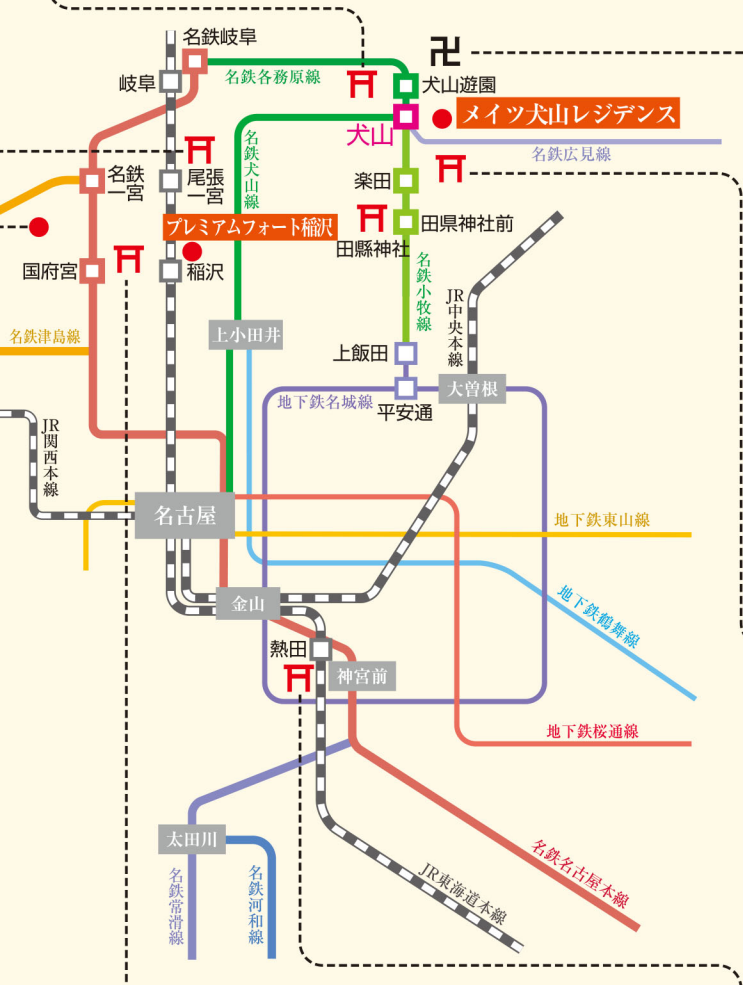 名鉄岐阜
岐阜
名鉄各務原線
卍
犬山遊園
メイツ犬山レジデンス
犬山
名鉄広見線
名鉄犬山線
名鉄
一宮
尾張
一宮
楽田
プレミアムフォート稲沢
田県神社前
田縣神社
国府宮
稲沢
名鉄小牧線
JR中央本線
名鉄津島線
上小田井
上飯田
大曽根
地下鉄名城線
平安通
JR関西本線
名古屋
地下鉄東山線
金山
地下鉄鶴舞線
熱田
神宮前
地下鉄桜通線
太田川
名鉄常滑線
名鉄河和線
JR東海道本線
名鉄名古屋本線